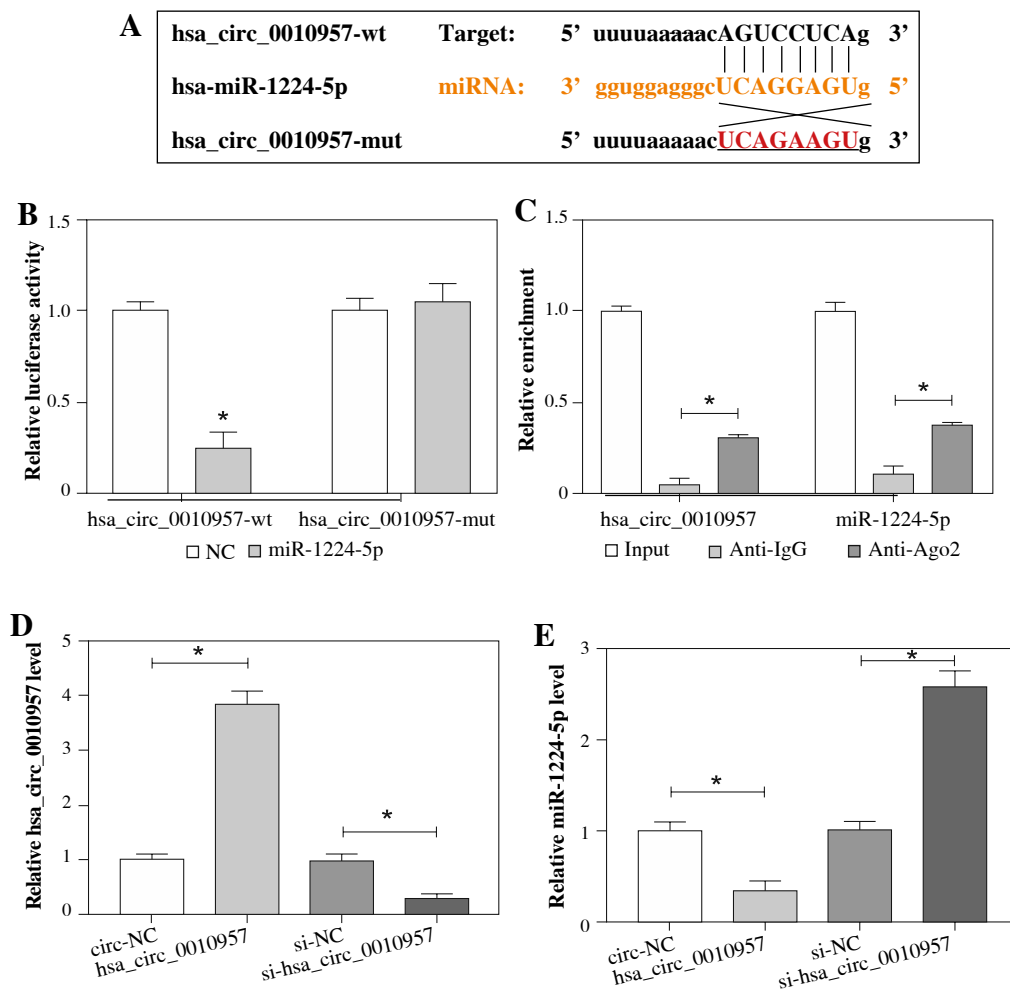 A
hsa_circ_0010957-wt Target: 5’ uuuuaaaaacAGUCCUCAg 3’
hsa-miR-1224-5p miRNA: 3’ gguggagggcUCAGGAGUg 5’
hsa_circ_0010957-mut 5’ uuuuaaaaacUCAGAAGUg 3’
B
Relative luciferase activity
1.5
1.0
0.5
0
*
hsa_circ_0010957-wt hsa_circ_0010957-mut
NC miR-1224-5p
C
Relative enrichment
1.5
1.0
0.5
0
* *
hsa_circ_0010957 miR-1224-5p
Input Anti-IgG Anti-Ago2
D
Relative hsa_circ_0010957 level
5
4
3
2
1
0
* *
circ-NC
hsa_circ_0010957
si-NC
si-hsa_circ_0010957
E
Relative miR-1224-5p level
3
2
1
0
* *
circ-NC
hsa_circ_0010957
si-NC
si-hsa_circ_0010957